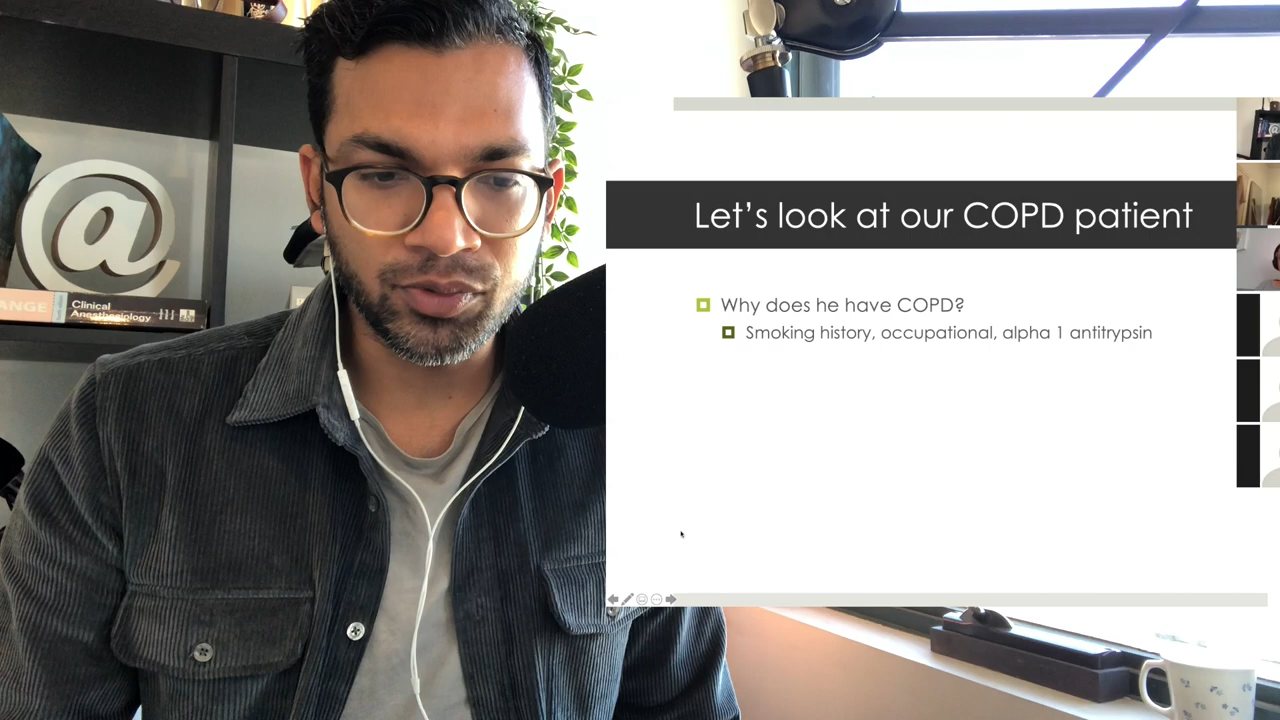 @
ANGE
Clinical
Anesthesiology
Let's look at our COPD patient
Why does he have COPD?
Smoking history, occupational, alpha 1 antitrypsin